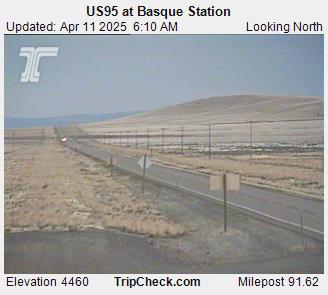 US95 at Basque Station
Updated: Apr 11 2025 6:10 AM Looking North
Elevation 4460 TripCheck.com Milepost 91.62